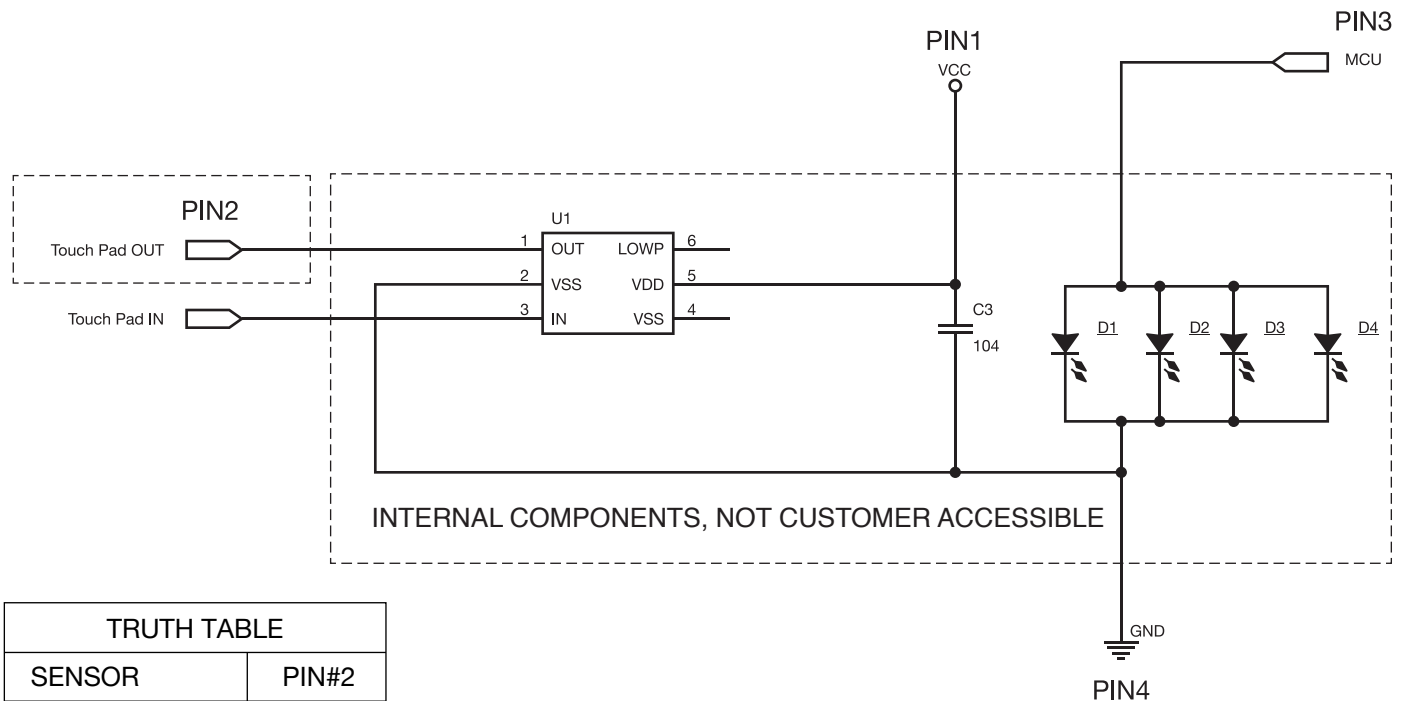 PIN3
PIN1
MCU
VCC
PIN2
U1
Touch Pad OUT
1
OUT
LOWP
6
2
VSS
VDD
5
Touch Pad IN
3
IN
VSS
4
C3
104
D1
D2
D3
D4
INTERNAL COMPONENTS, NOT CUSTOMER ACCESSIBLE
TRUTH TABLE
SENSOR
PIN#2
GND
PIN4